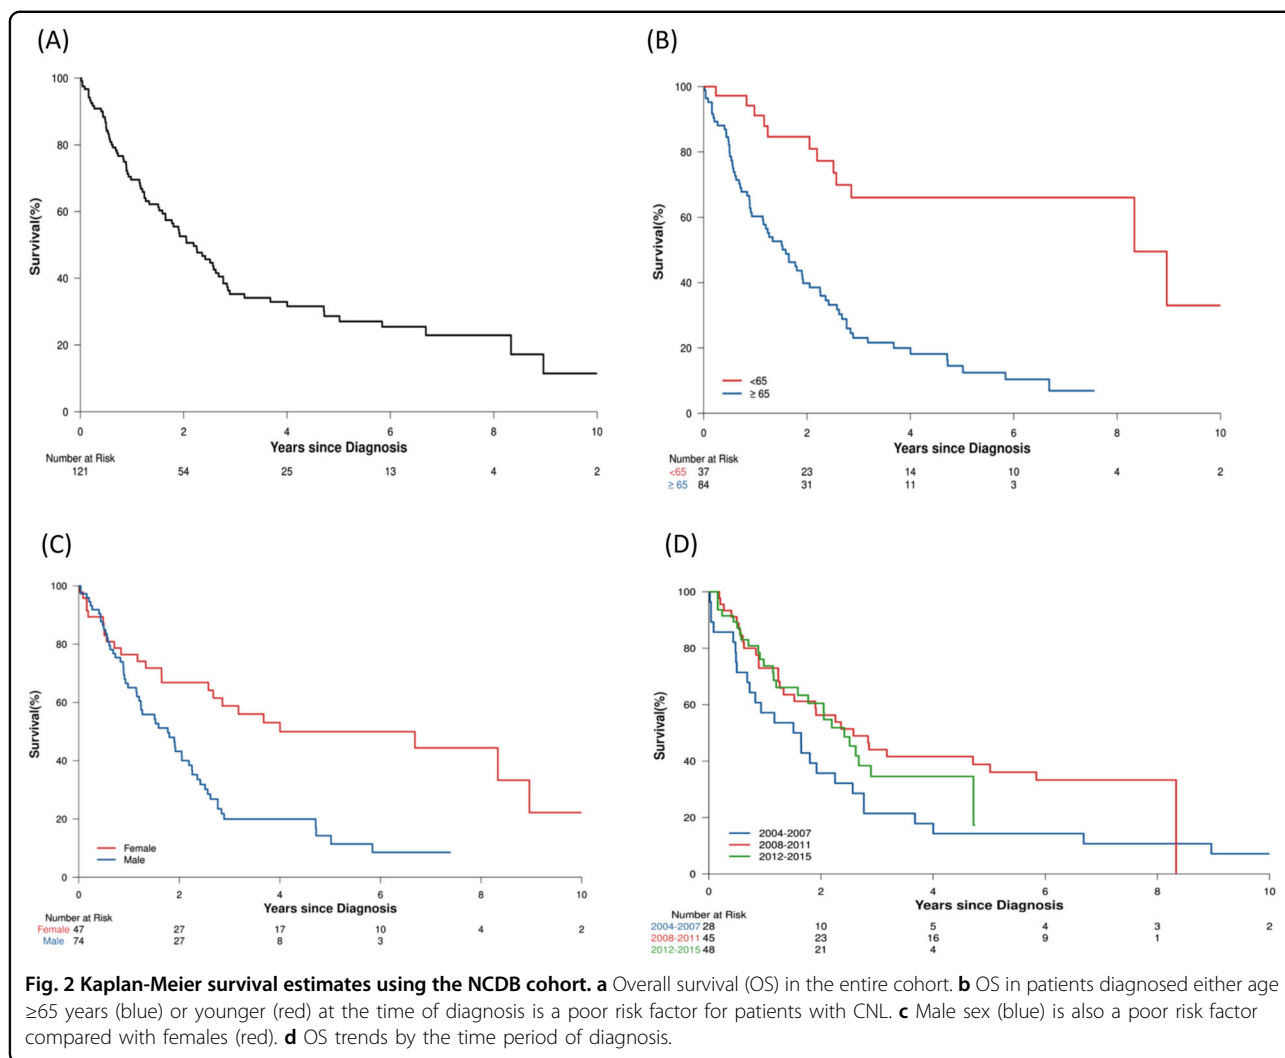 (A)
100
80
60
40
20
0
Survival(%)
0 2 4 6 8 10
Years since Diagnosis
Number at Risk
121 54 25 13 4 2
(B)
100
80
60
40
20
0
Survival(%)
<65
≥ 65
0 2 4 6 8 10
Years since Diagnosis
Number at Risk
<65 37 23 14 10 4 2
≥ 65 84 31 11 3
(C)
100
80
60
40
20
0
Survival(%)
Female
Male
0 2 4 6 8 10
Years since Diagnosis
Number at Risk
Female 47 27 17 10 4 2
Male 74 27 8 3
(D)
100
80
60
40
20
0
Survival(%)
2004-2007
2008-2011
2012-2015
0 2 4 6 8 10
Years since Diagnosis
Number at Risk
2004-2007 28 10 5 4 3 2
2008-2011 45 23 16 9 1
2012-2015 48 21 4
Fig. 2 Kaplan-Meier survival estimates using the NCDB cohort. a Overall survival (OS) in the entire cohort. b OS in patients diagnosed either age
≥65 years (blue) or younger (red) at the time of diagnosis is a poor risk factor for patients with CNL. c Male sex (blue) is also a poor risk factor
compared with females (red). d OS trends by the time period of diagnosis.